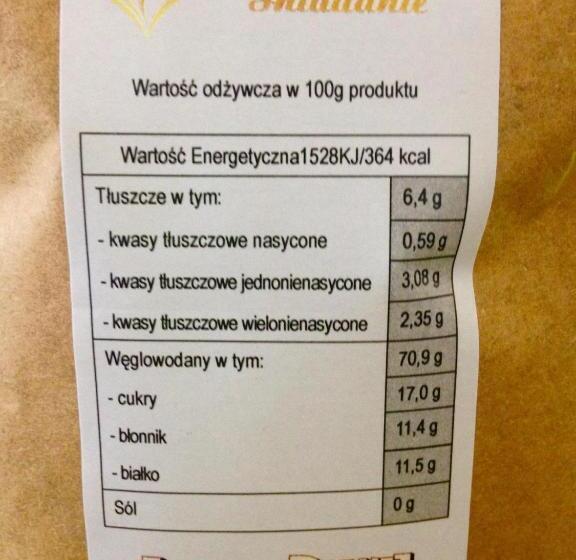 Śniadanie
Wartość odżywcza w 100g produktu
Wartość Energetyczna1528KJ/364 kcal
Tłuszcze w tym: 6,4 g
- kwasy tłuszczowe nasycone 0,59 g
- kwasy tłuszczowe jednonienasycone 3,08 g
- kwasy tłuszczowe wielonienasycone 2,35 g
Węglowodany w tym: 70,9 g
- cukry 17,0 g
- błonnik 11,4 g
- białko 11,5 g
Sól 0 g